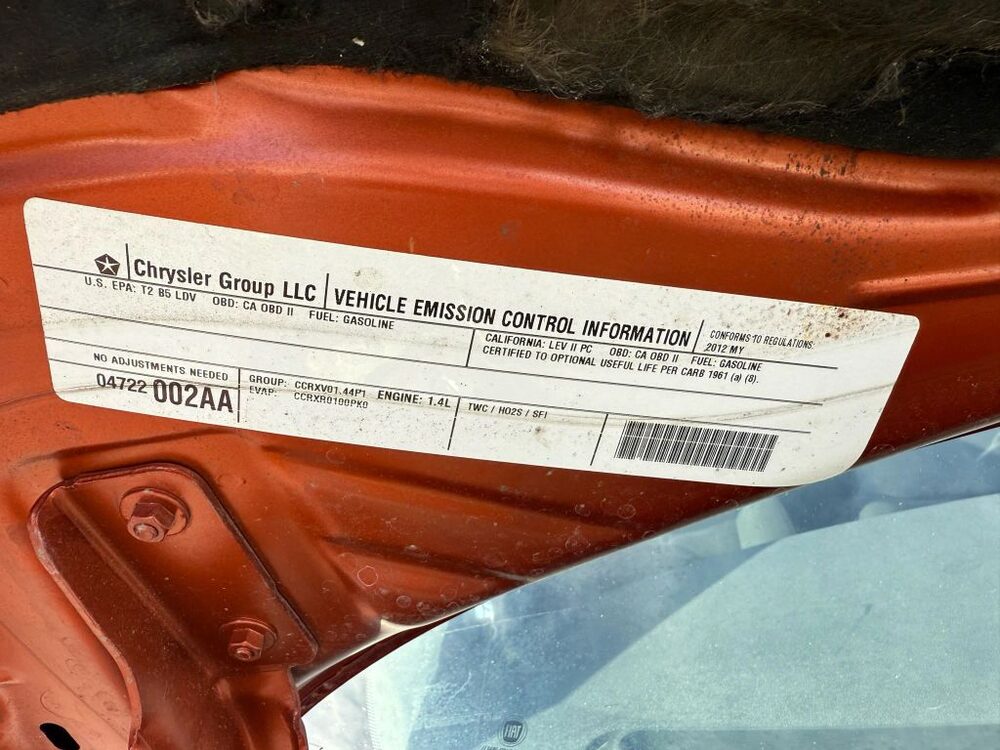 Chrysler Group LLC
VEHICLE EMISSION CONTROL INFORMATION
CONFORMS TO REGULATIONS:
2012 MY
U.S. EPA: T2 B5 LDV OBD: CA OBD II FUEL: GASOLINE
CALIFORNIA: LEV II PC OBD: CA OBD II FUEL: GASOLINE
CERTIFIED TO OPTIONAL USEFUL LIFE PER CARB 1961 (a) (8).
NO ADJUSTMENTS NEEDED
04722 002AA
GROUP: CCRXV01.44P1 ENGINE: 1.4L
EVAP: CCRXR0100PK0
TWC / HO2S / SFI
FIAT